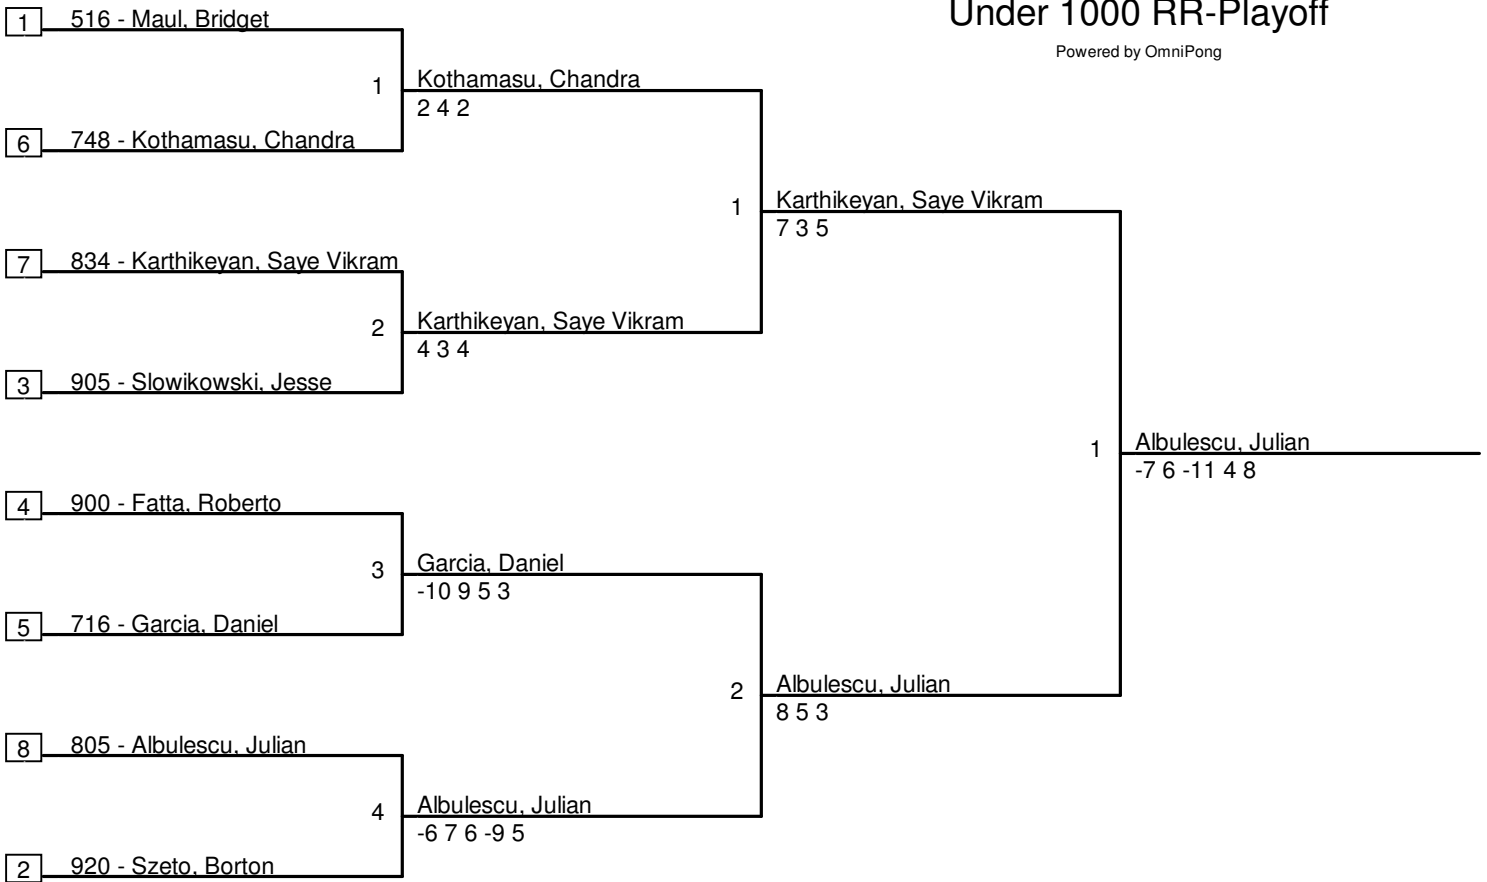 Under 1000 RR-Playoff
Powered by OmniPong
1 516 - Maul, Bridget
1 Kothamasu, Chandra
2 4 2
6 748 - Kothamasu, Chandra
1 Karthikeyan, Saye Vikram
7 3 5
7 834 - Karthikeyan, Saye Vikram
2 Karthikeyan, Saye Vikram
4 3 4
3 905 - Slowikowski, Jesse
1 Albulescu, Julian
-7 6 -11 4 8
4 900 - Fatta, Roberto
3 Garcia, Daniel
-10 9 5 3
5 716 - Garcia, Daniel
2 Albulescu, Julian
8 5 3
8 805 - Albulescu, Julian
4 Albulescu, Julian
-6 7 6 -9 5
2 920 - Szeto, Borton